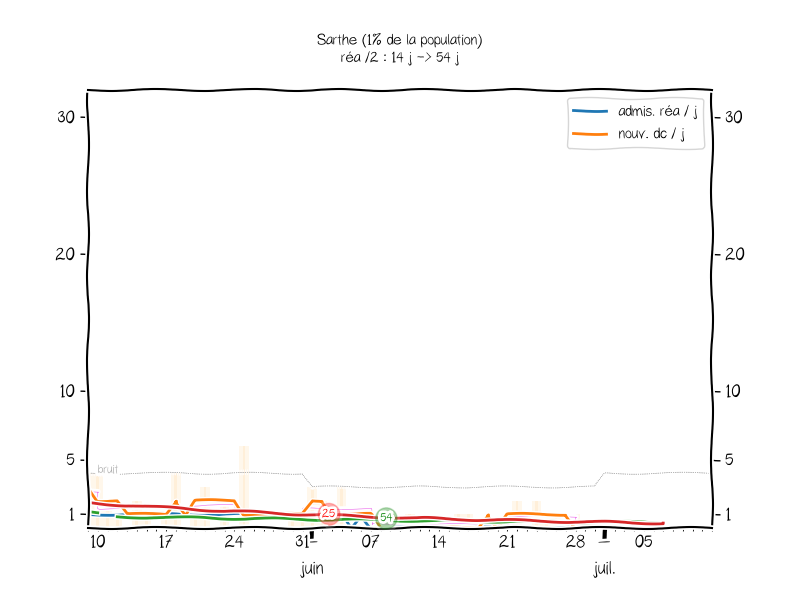 Sarthe (1% de la population)
réa /2 : 14 j -> 54 j
admis. réa / j
nouv. dc / j
30
30
20
20
10
10
5
5
bruit
1
1
25
54
10 17 24 31 07 14 21 28 05
juin juil.